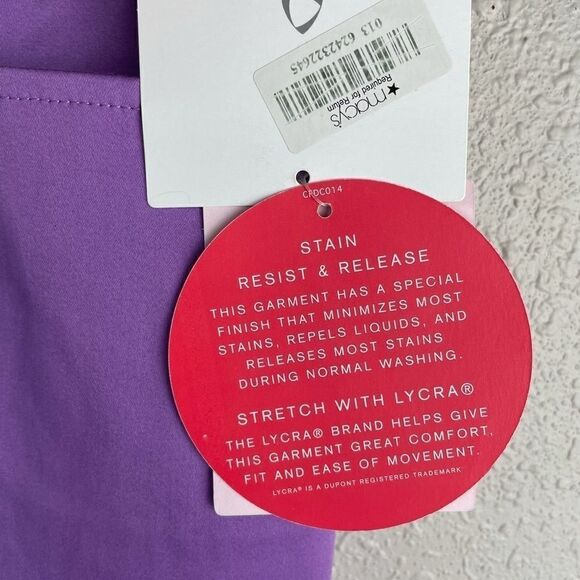 013 6242322645
★macy's
Required for Return
CFDC014
STAIN
RESIST & RELEASE
THIS GARMENT HAS A SPECIAL
FINISH THAT MINIMIZES MOST
STAINS, REPELS LIQUIDS, AND
RELEASES MOST STAINS
DURING NORMAL WASHING.
STRETCH WITH LYCRA®
THE LYCRA® BRAND HELPS GIVE
THIS GARMENT GREAT COMFORT,
FIT AND EASE OF MOVEMENT.
LYCRA® IS A DUPONT REGISTERED TRADEMARK